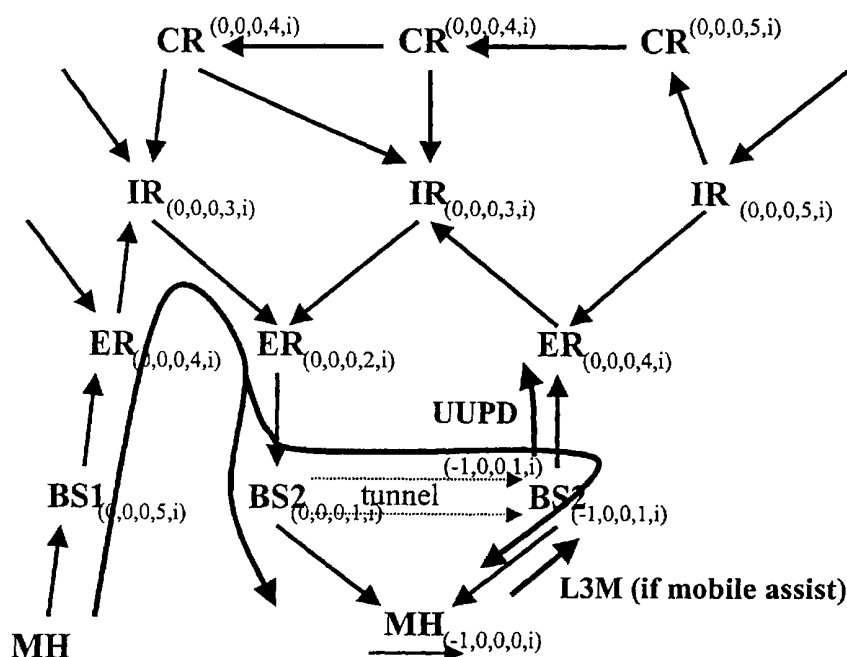 CR(0,0,0,4,i) CR(0,0,0,4,i) CR(0,0,0,5,i)
IR(0,0,0,3,i) IR(0,0,0,3,i) IR(0,0,0,5,i)
ER(0,0,0,4,i) ER(0,0,0,2,i) ER(0,0,0,4,i)
UUPD
(-1,0,0,1,i)
BS1(0,0,0,5,i) BS2(0,0,0,1,i) tunnel BS2(-1,0,0,1,i)
L3M (if mobile assist)
MH MH(-1,0,0,0,i)